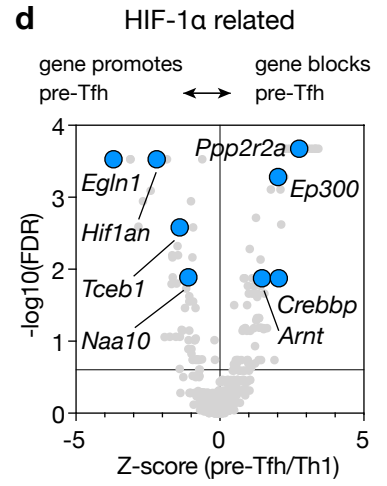 d
HIF-1α related
gene promotes
pre-Tfh
gene blocks
pre-Tfh
4
3
2
1
0
-log10(FDR)
Ppp2r2a
Egln1
Ep300
Hif1an
Tceb1
Crebbp
Naa10
Arnt
-5
0
5
Z-score (pre-Tfh/Th1)